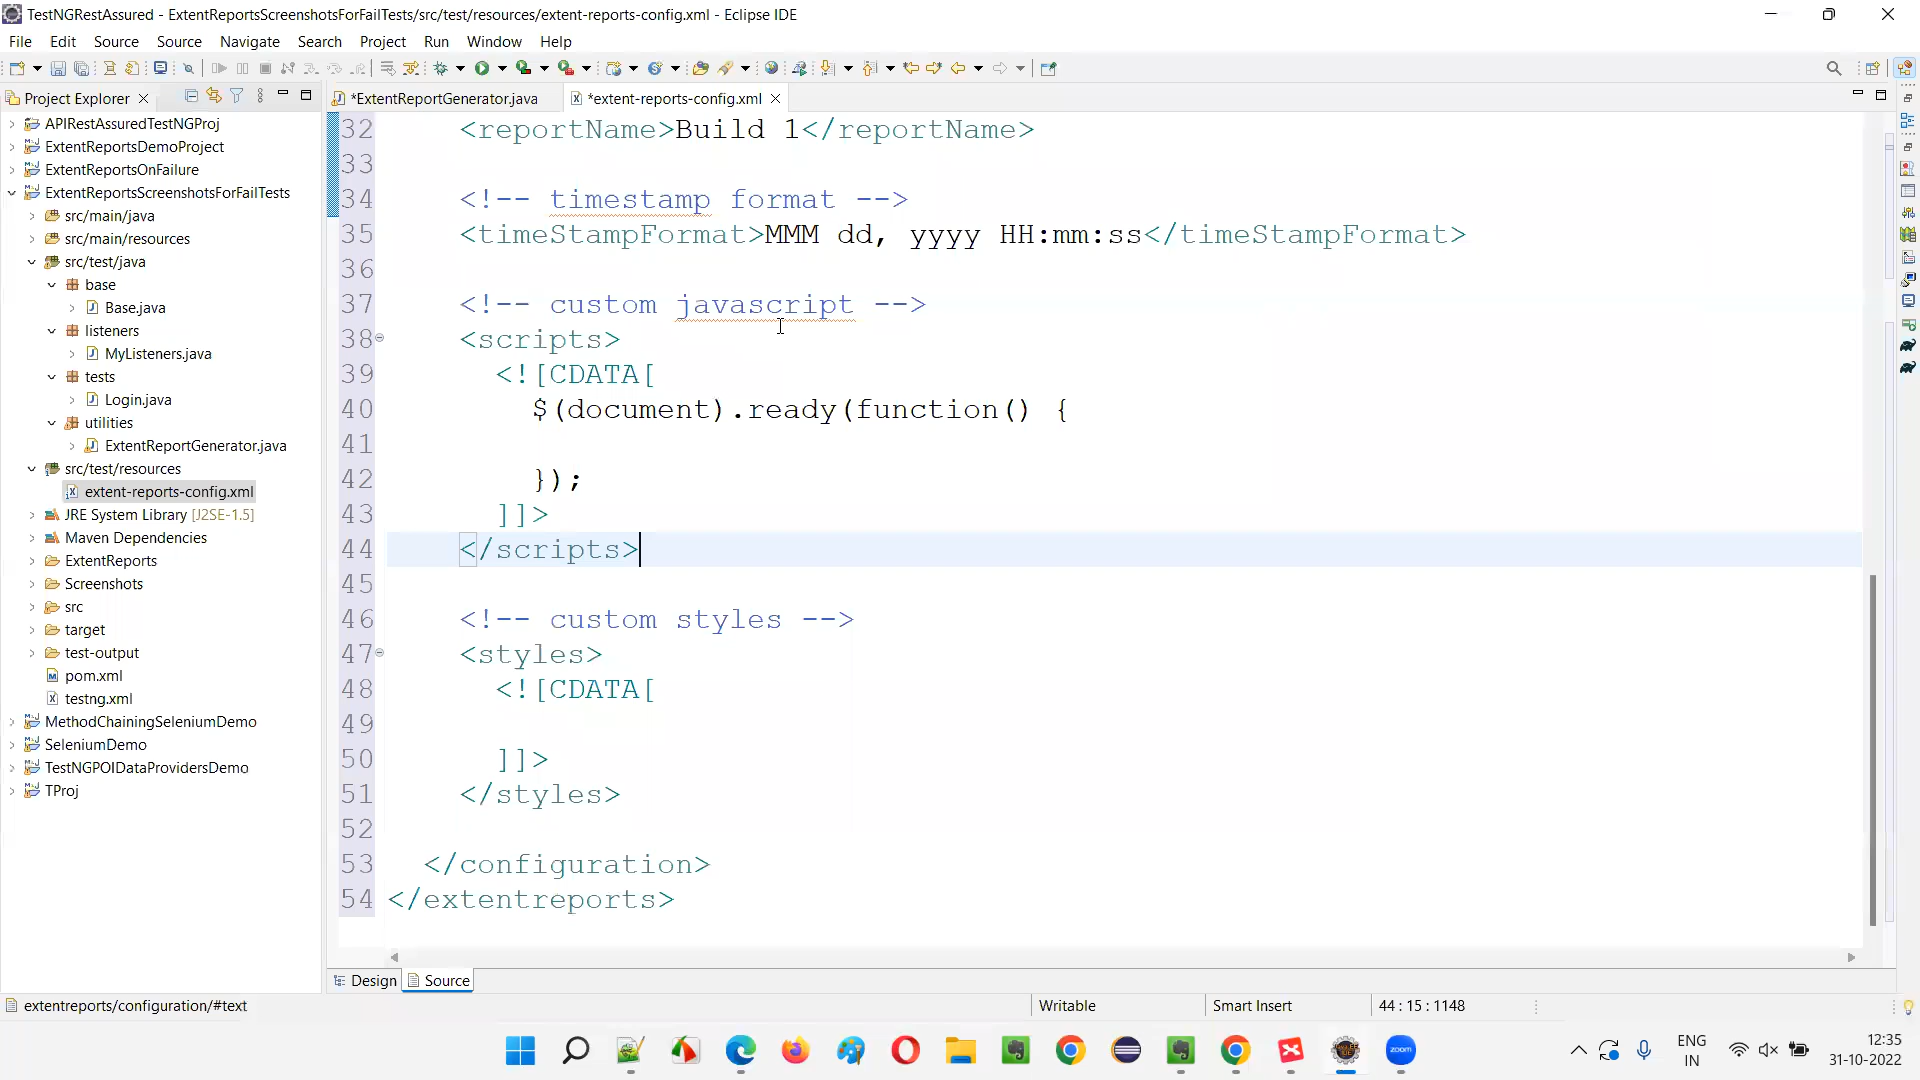 TestNGRestAssured - ExtentReportsScreenshotsForFailTests/src/test/resources/extent-reports-config.xml - Eclipse IDE
File Edit Source Source Navigate Search Project Run Window Help
Project Explorer
*ExtentReportGenerator.java
*extent-reports-config.xml
APIRestAssuredTestNGProj
ExtentReportsDemoProject
ExtentReportsOnFailure
ExtentReportsScreenshotsForFailTests
src/main/java
src/main/resources
src/test/java
base
Base.java
listeners
MyListeners.java
tests
Login.java
utilities
ExtentReportGenerator.java
src/test/resources
extent-reports-config.xml
JRE System Library [J2SE-1.5]
Maven Dependencies
ExtentReports
Screenshots
src
target
test-output
pom.xml
testng.xml
MethodChainingSeleniumDemo
SeleniumDemo
TestNGPOIDataProvidersDemo
TProj
32 <reportName>Build 1</reportName>
33
34 <!-- timestamp format -->
35 <timeStampFormat>MMM dd, yyyy HH:mm:ss</timeStampFormat>
36
37 <!-- custom javascript -->
38 <scripts>
39 <![CDATA[
40 $(document).ready(function() {
41
42 });
43 ]]>
44 </scripts>
45
46 <!-- custom styles -->
47 <styles>
48 <![CDATA[
49
50 ]]>
51 </styles>
52
53 </configuration>
54 </extentreports>
Design Source
extentreports/configuration/#text
Writable
Smart Insert
44 : 15 : 1148
zoom
ENG
IN
12:35
31-10-2022